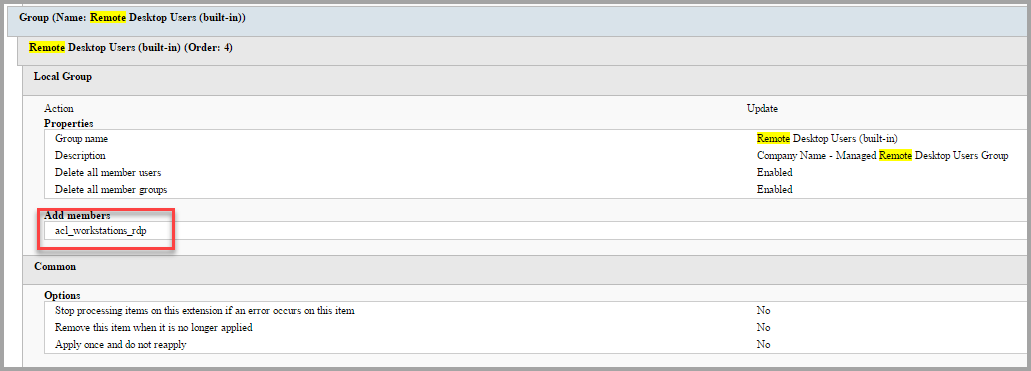 Group (Name: Remote Desktop Users (built-in))
Remote Desktop Users (built-in) (Order: 4)
Local Group
Action Update
Properties
Group name Remote Desktop Users (built-in)
Description Company Name - Managed Remote Desktop Users Group
Delete all member users Enabled
Delete all member groups Enabled
Add members
acl_workstations_rdp
Common
Options
Stop processing items on this extension if an error occurs on this item No
Remove this item when it is no longer applied No
Apply once and do not reapply No